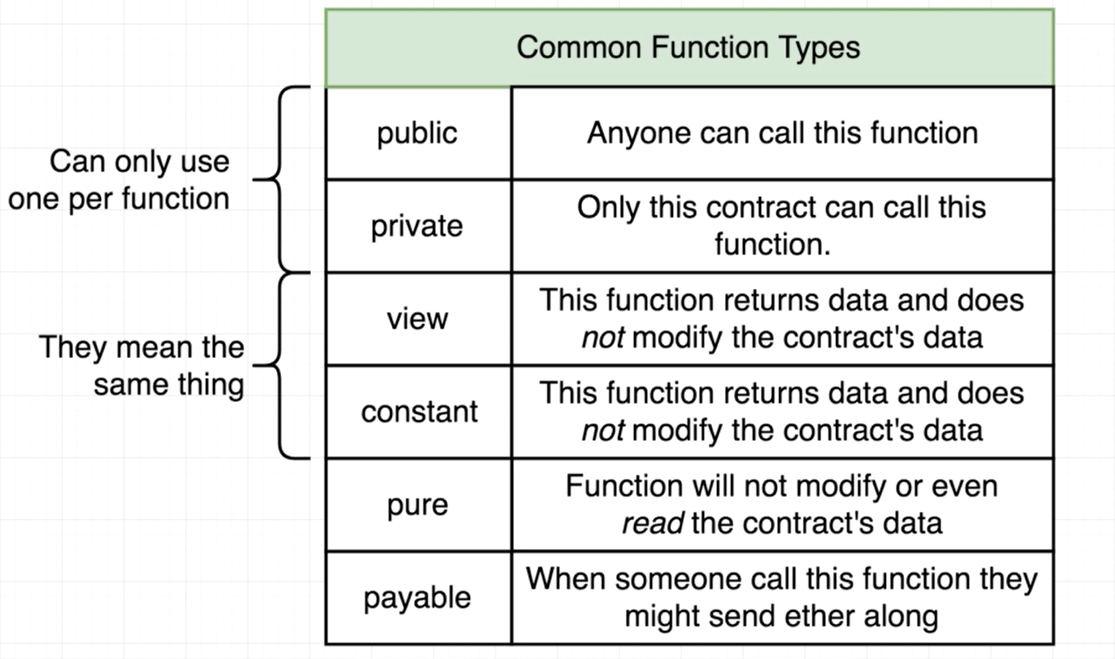 Common Function Types
Can only use
one per function
public
Anyone can call this function
private
Only this contract can call this
function.
They mean the
same thing
view
This function returns data and does
not modify the contract's data
constant
This function returns data and does
not modify the contract's data
pure
Function will not modify or even
read the contract's data
payable
When someone call this function they
might send ether along